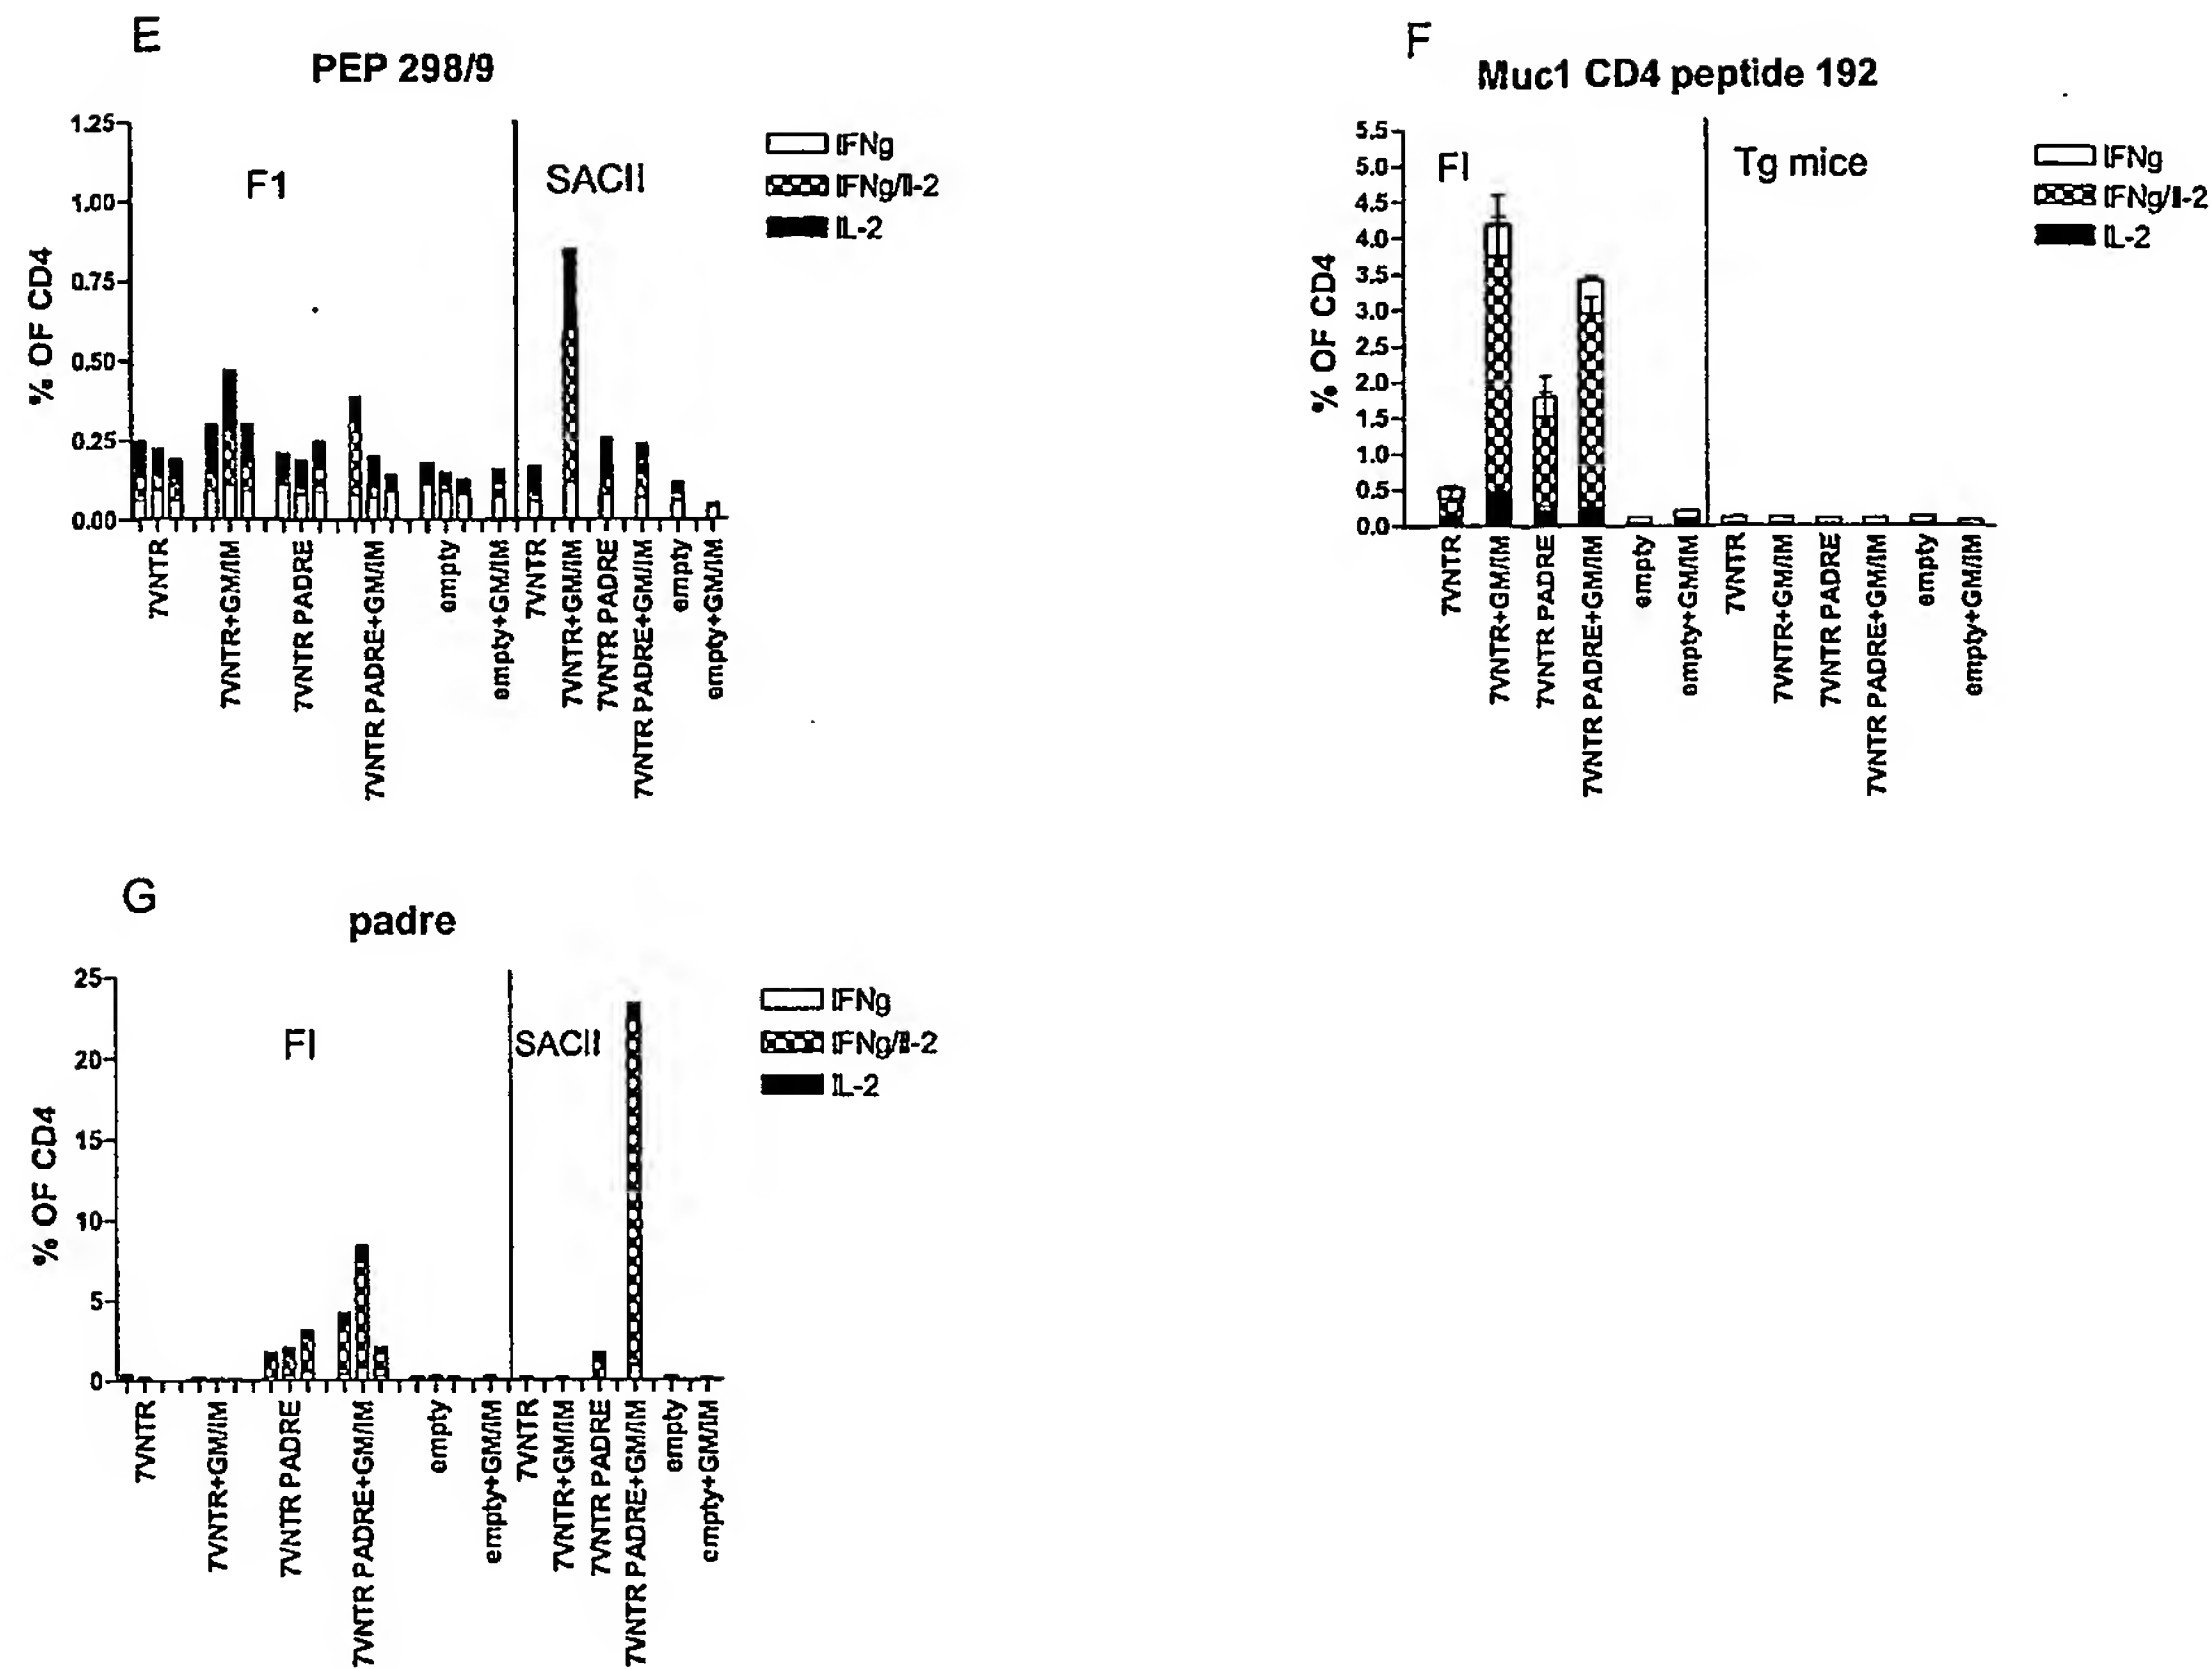 E
PEP 298/9
1.25
1.00
0.75
0.50
0.25
0.00
% OF CD4
F1
SACII
IFNg
IFNg/Il-2
IL-2
7VNTR
7VNTR+GM/IM
7VNTR PADRE
7VNTR PADRE+GM/IM
empty
empty+GM/IM
7VNTR
7VNTR+GM/IM
7VNTR PADRE
7VNTR PADRE+GM/IM
empty
empty+GM/IM
F
Muc1 CD4 peptide 192
5.5
5.0
4.5
4.0
3.5
3.0
2.5
2.0
1.5
1.0
0.5
0.0
% OF CD4
FI
Tg mice
IFNg
IFNg/Il-2
IL-2
7VNTR
7VNTR+GM/IM
7VNTR PADRE
7VNTR PADRE+GM/IM
empty
empty+GM/IM
7VNTR
7VNTR+GM/IM
7VNTR PADRE
7VNTR PADRE+GM/IM
empty
empty+GM/IM
G
padre
25
20
15
10
5
0
% OF CD4
FI
SACII
IFNg
IFNg/Il-2
IL-2
7VNTR
7VNTR+GM/IM
7VNTR PADRE
7VNTR PADRE+GM/IM
empty
empty+GM/IM
7VNTR
7VNTR+GM/IM
7VNTR PADRE
7VNTR PADRE+GM/IM
empty
empty+GM/IM